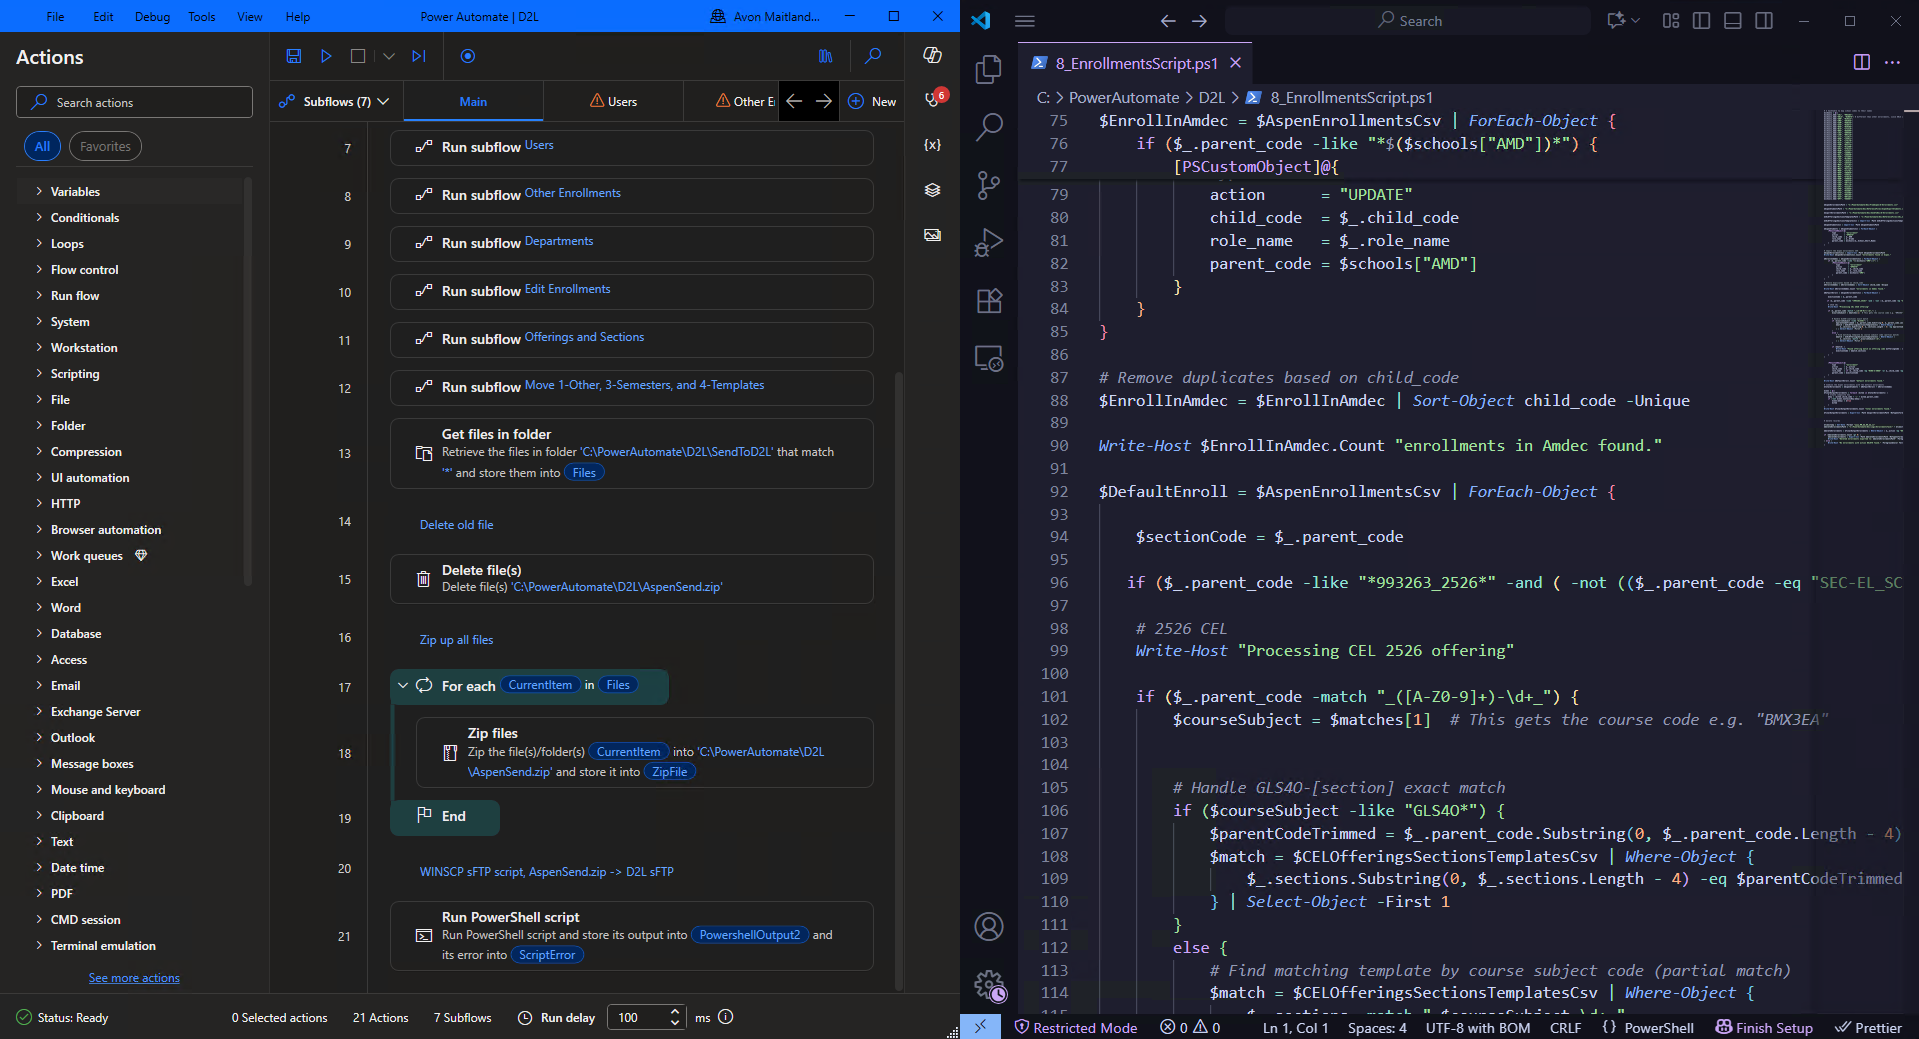 File Edit Debug Tools View Help Power Automate | D2L Avon Maitland...
Actions
Search actions
All Favorites
Variables
Conditionals
Loops
Flow control
Run flow
System
Workstation
Scripting
File
Folder
Compression
UI automation
HTTP
Browser automation
Work queues
Excel
Word
Database
Access
Email
Exchange Server
Outlook
Message boxes
Mouse and keyboard
Clipboard
Text
Date time
PDF
CMD session
Terminal emulation
See more actions
Subflows (7) Main Users Other E New
6
{x}
7 Run subflow Users
8 Run subflow Other Enrollments
9 Run subflow Departments
10 Run subflow Edit Enrollments
11 Run subflow Offerings and Sections
12 Run subflow Move 1-Other, 3-Semesters, and 4-Templates
13 Get files in folder
Retrieve the files in folder 'C:\PowerAutomate\D2L\SendToD2L' that match
'*' and store them into Files
14 Delete old file
15 Delete file(s)
Delete file(s) 'C:\PowerAutomate\D2L\AspenSend.zip'
16 Zip up all files
17 For each CurrentItem in Files
18 Zip files
Zip the file(s)/folder(s) CurrentItem into 'C:\PowerAutomate\D2L
\AspenSend.zip' and store it into ZipFile
19 End
20 WINSCP sFTP script, AspenSend.zip -> D2L sFTP
21 Run PowerShell script
Run PowerShell script and store its output into PowershellOutput2 and
its error into ScriptError
Status: Ready 0 Selected actions 21 Actions 7 Subflows Run delay 100 ms
Search
8_EnrollmentsScript.ps1
C: > PowerAutomate > D2L > 8_EnrollmentsScript.ps1
75 $EnrollInAmdec = $AspenEnrollmentsCsv | ForEach-Object {
76 if ($_.parent_code -like "*$($schools["AMD"])*") {
77 [PSCustomObject]@{
79 action = "UPDATE"
80 child_code = $_.child_code
81 role_name = $_.role_name
82 parent_code = $schools["AMD"]
83 }
84 }
85 }
86
87 # Remove duplicates based on child_code
88 $EnrollInAmdec = $EnrollInAmdec | Sort-Object child_code -Unique
89
90 Write-Host $EnrollInAmdec.Count "enrollments in Amdec found."
91
92 $DefaultEnroll = $AspenEnrollmentsCsv | ForEach-Object {
93
94 $sectionCode = $_.parent_code
95
96 if ($_.parent_code -like "*993263_2526*" -and ( -not (($_.parent_code -eq "SEC-EL_SC
97
98 # 2526 CEL
99 Write-Host "Processing CEL 2526 offering"
100
101 if ($_.parent_code -match "_([A-Z0-9]+)-\d+_") {
102 $courseSubject = $matches[1] # This gets the course code e.g. "BMX3EA"
103
104
105 # Handle GLS4O-[section] exact match
106 if ($courseSubject -like "GLS4O*") {
107 $parentCodeTrimmed = $_.parent_code.Substring(0, $_.parent_code.Length - 4)
108 $match = $CELOfferingsSectionsTemplatesCsv | Where-Object {
109 $_.sections.Substring(0, $_.sections.Length - 4) -eq $parentCodeTrimmed
110 } | Select-Object -First 1
111 }
112 else {
113 # Find matching template by course subject code (partial match)
114 $match = $CELOfferingsSectionsTemplatesCsv | Where-Object {
Restricted Mode 0 0 Ln 1, Col 1 Spaces: 4 UTF-8 with BOM CRLF {} PowerShell Finish Setup Prettier